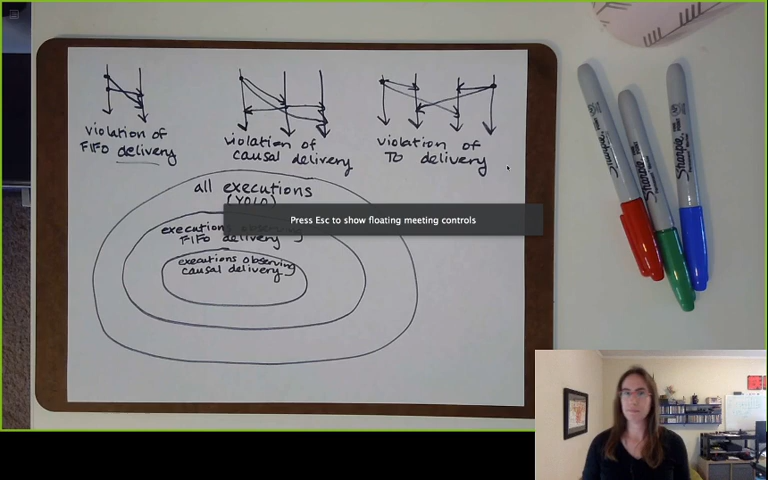 violation of
FIFO delivery
violation of
causal delivery
violation of
TO delivery
all executions
(YOLO)
Press Esc to show floating meeting controls
executions observing
FIFO delivery
executions observing
causal delivery
Sharpie
Sharpie
Sharpie